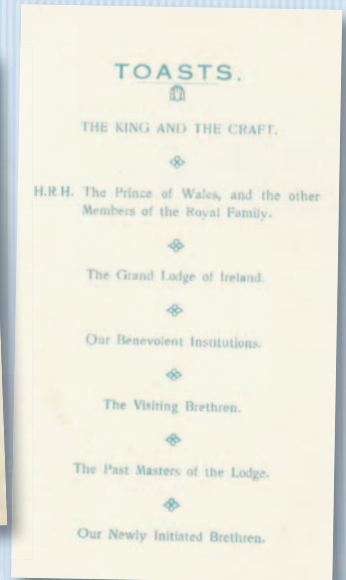 TOASTS.
THE KING AND THE CRAFT.
H.R.H. The Prince of Wales, and the other
Members of the Royal Family.
The Grand Lodge of Ireland.
Our Benevolent Institutions.
The Visiting Brethren.
The Past Masters of the Lodge.
Our Newly Initiated Brethren.